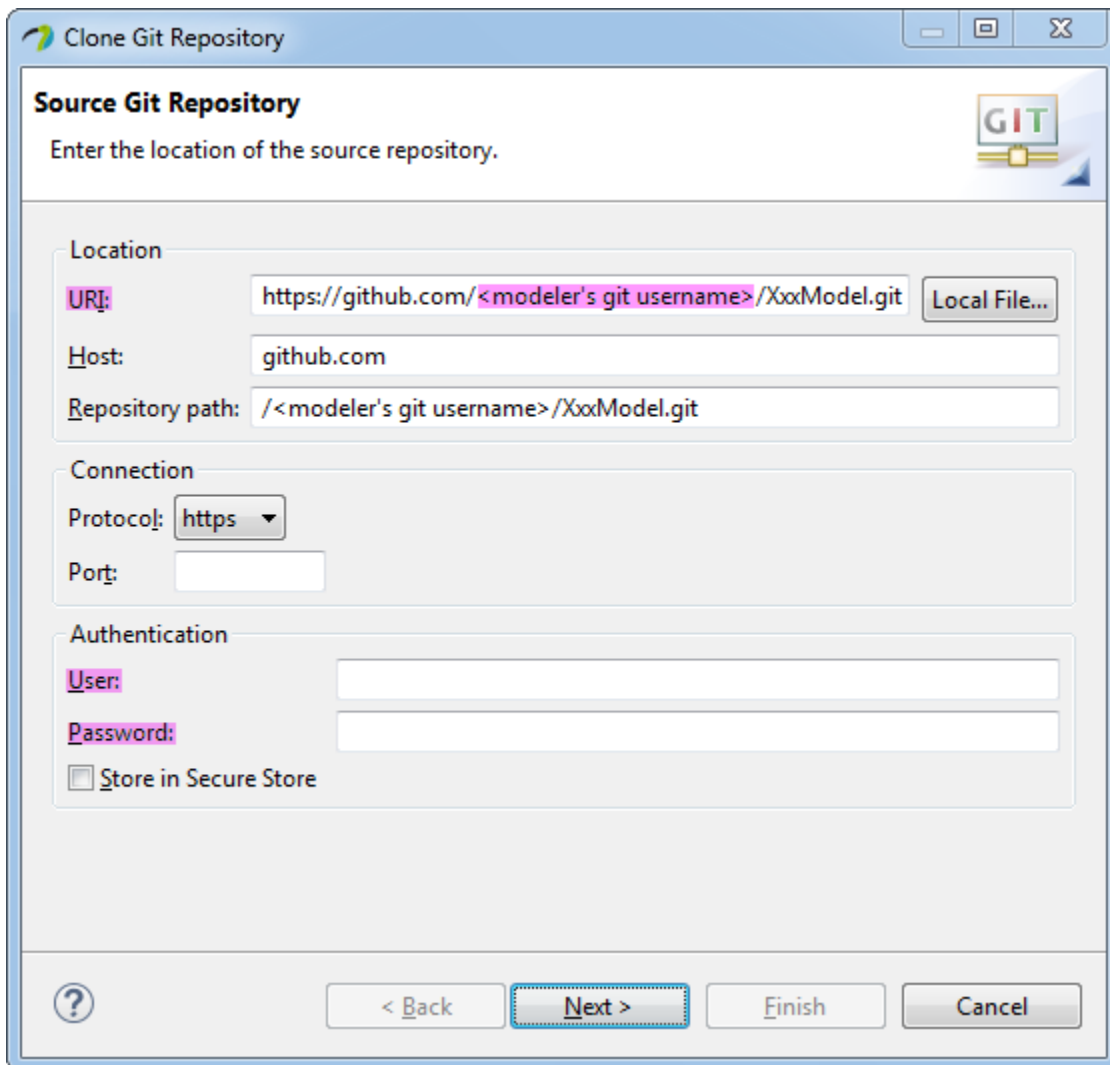 Clone Git Repository
Source Git Repository
Enter the location of the source repository.
GIT
Location
URI: https://github.com/<modeler's git username>/XxxModel.git Local File...
Host: github.com
Repository path: /<modeler's git username>/XxxModel.git
Connection
Protocol: https
Port:
Authentication
User:
Password:
Store in Secure Store
? < Back Next > Finish Cancel